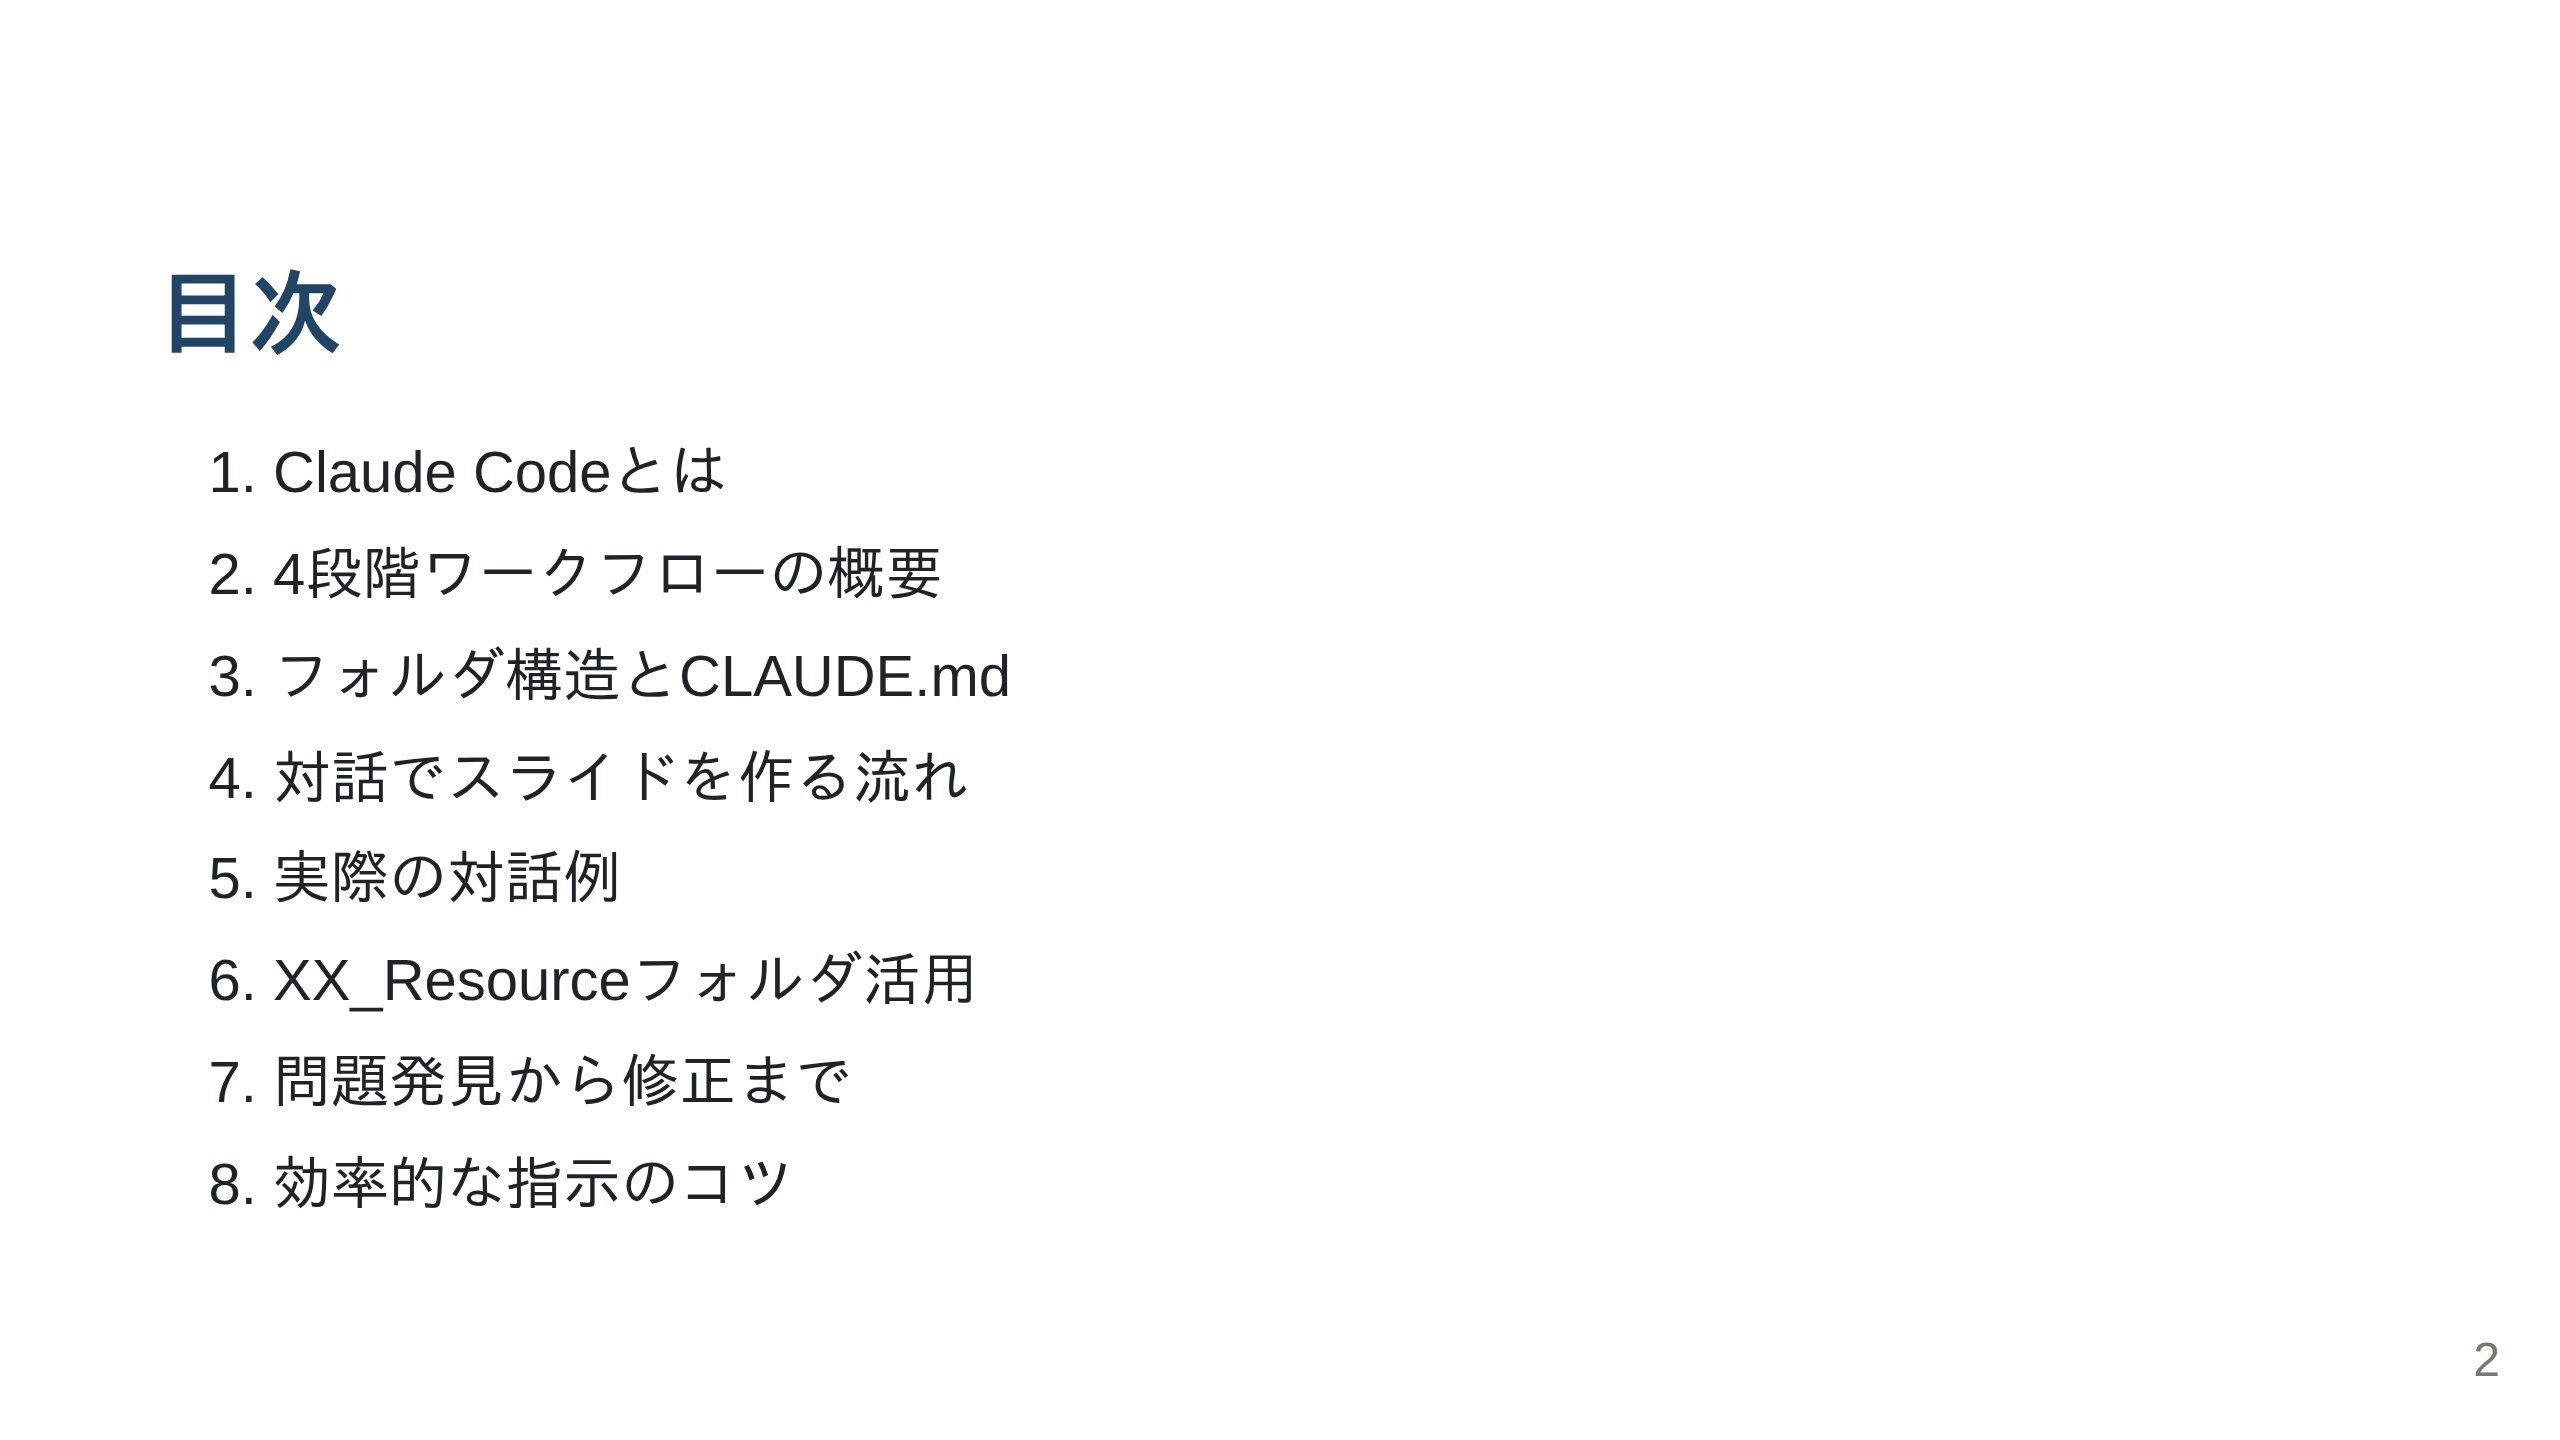 目次
1. Claude Codeとは
2. 4段階ワークフローの概要
3. フォルダ構造とCLAUDE.md
4. 対話でスライドを作る流れ
5. 実際の対話例
6. XX_Resourceフォルダ活用
7. 問題発見から修正まで
8. 効率的な指示のコツ
2